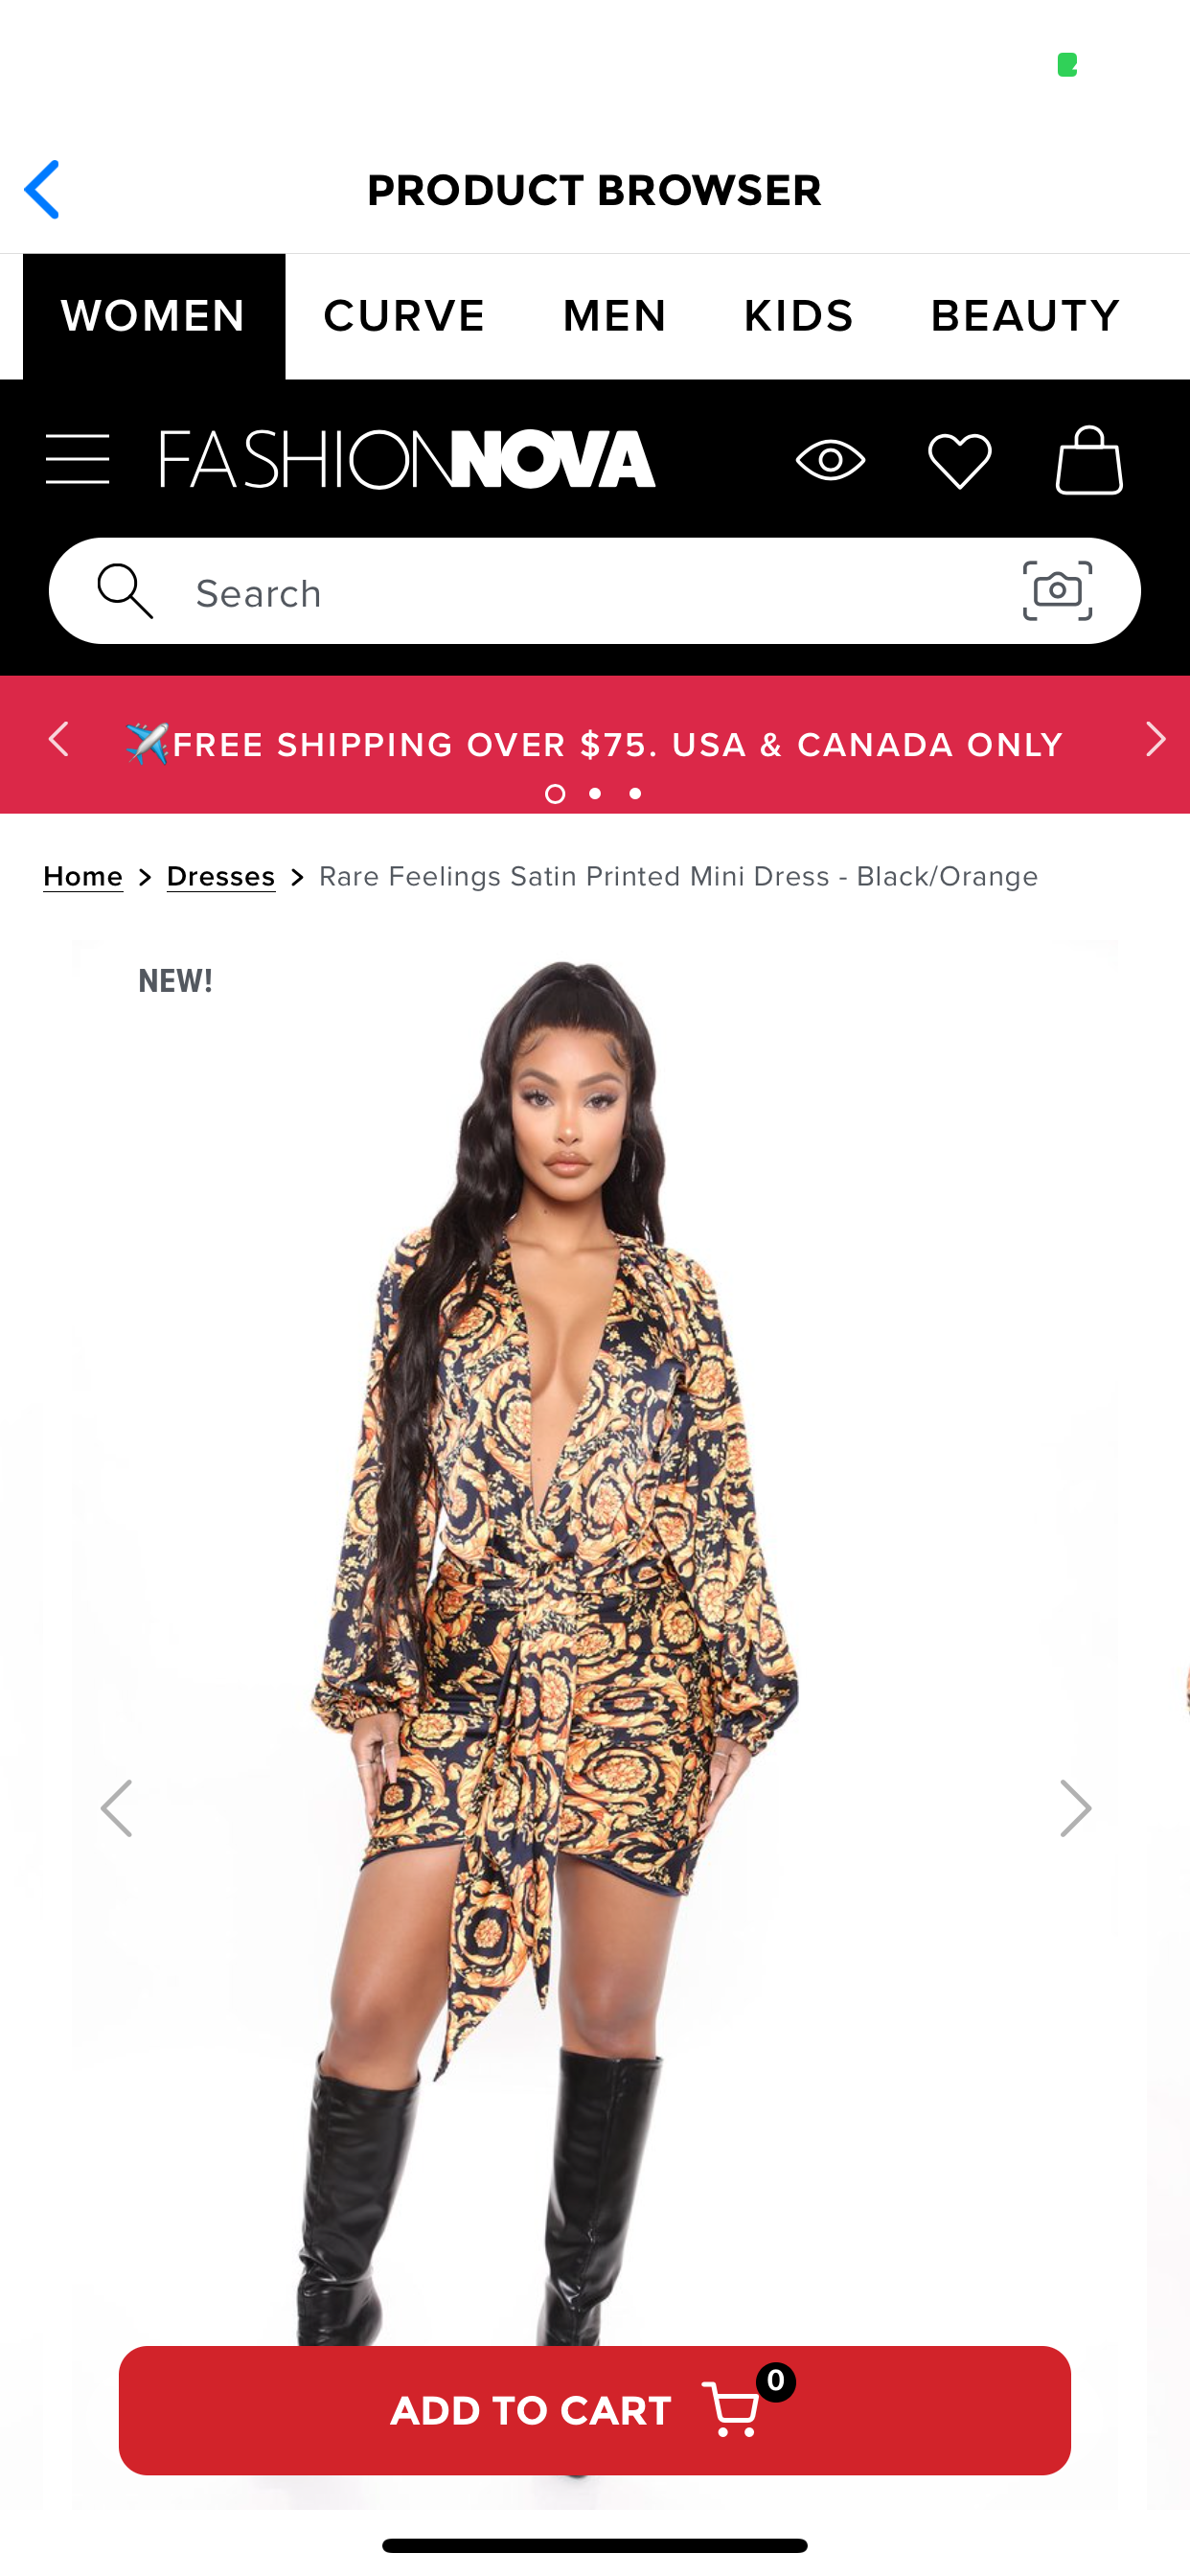 PRODUCT BROWSER
WOMEN CURVE MEN KIDS BEAUTY
FASHIONNOVA
Search
✈️FREE SHIPPING OVER $75. USA & CANADA ONLY
Home > Dresses > Rare Feelings Satin Printed Mini Dress - Black/Orange
NEW!
ADD TO CART 0